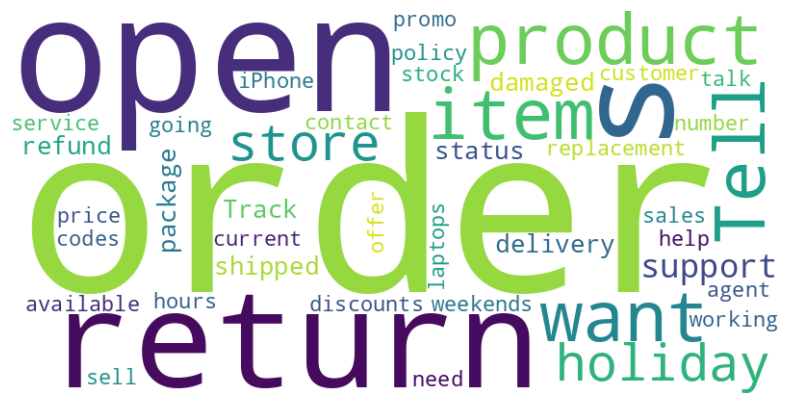 open
promo
product
policy
stock
iPhone
damaged
customer
talk
service
going
contact
item
s
number
Tell
refund
store
status
replacement
order
package
price
codes
Track
current
offer
shipped
laptops
delivery
sales
help
support
agent
available
hours
discounts
weekends
want
working
return
holiday
sell
need